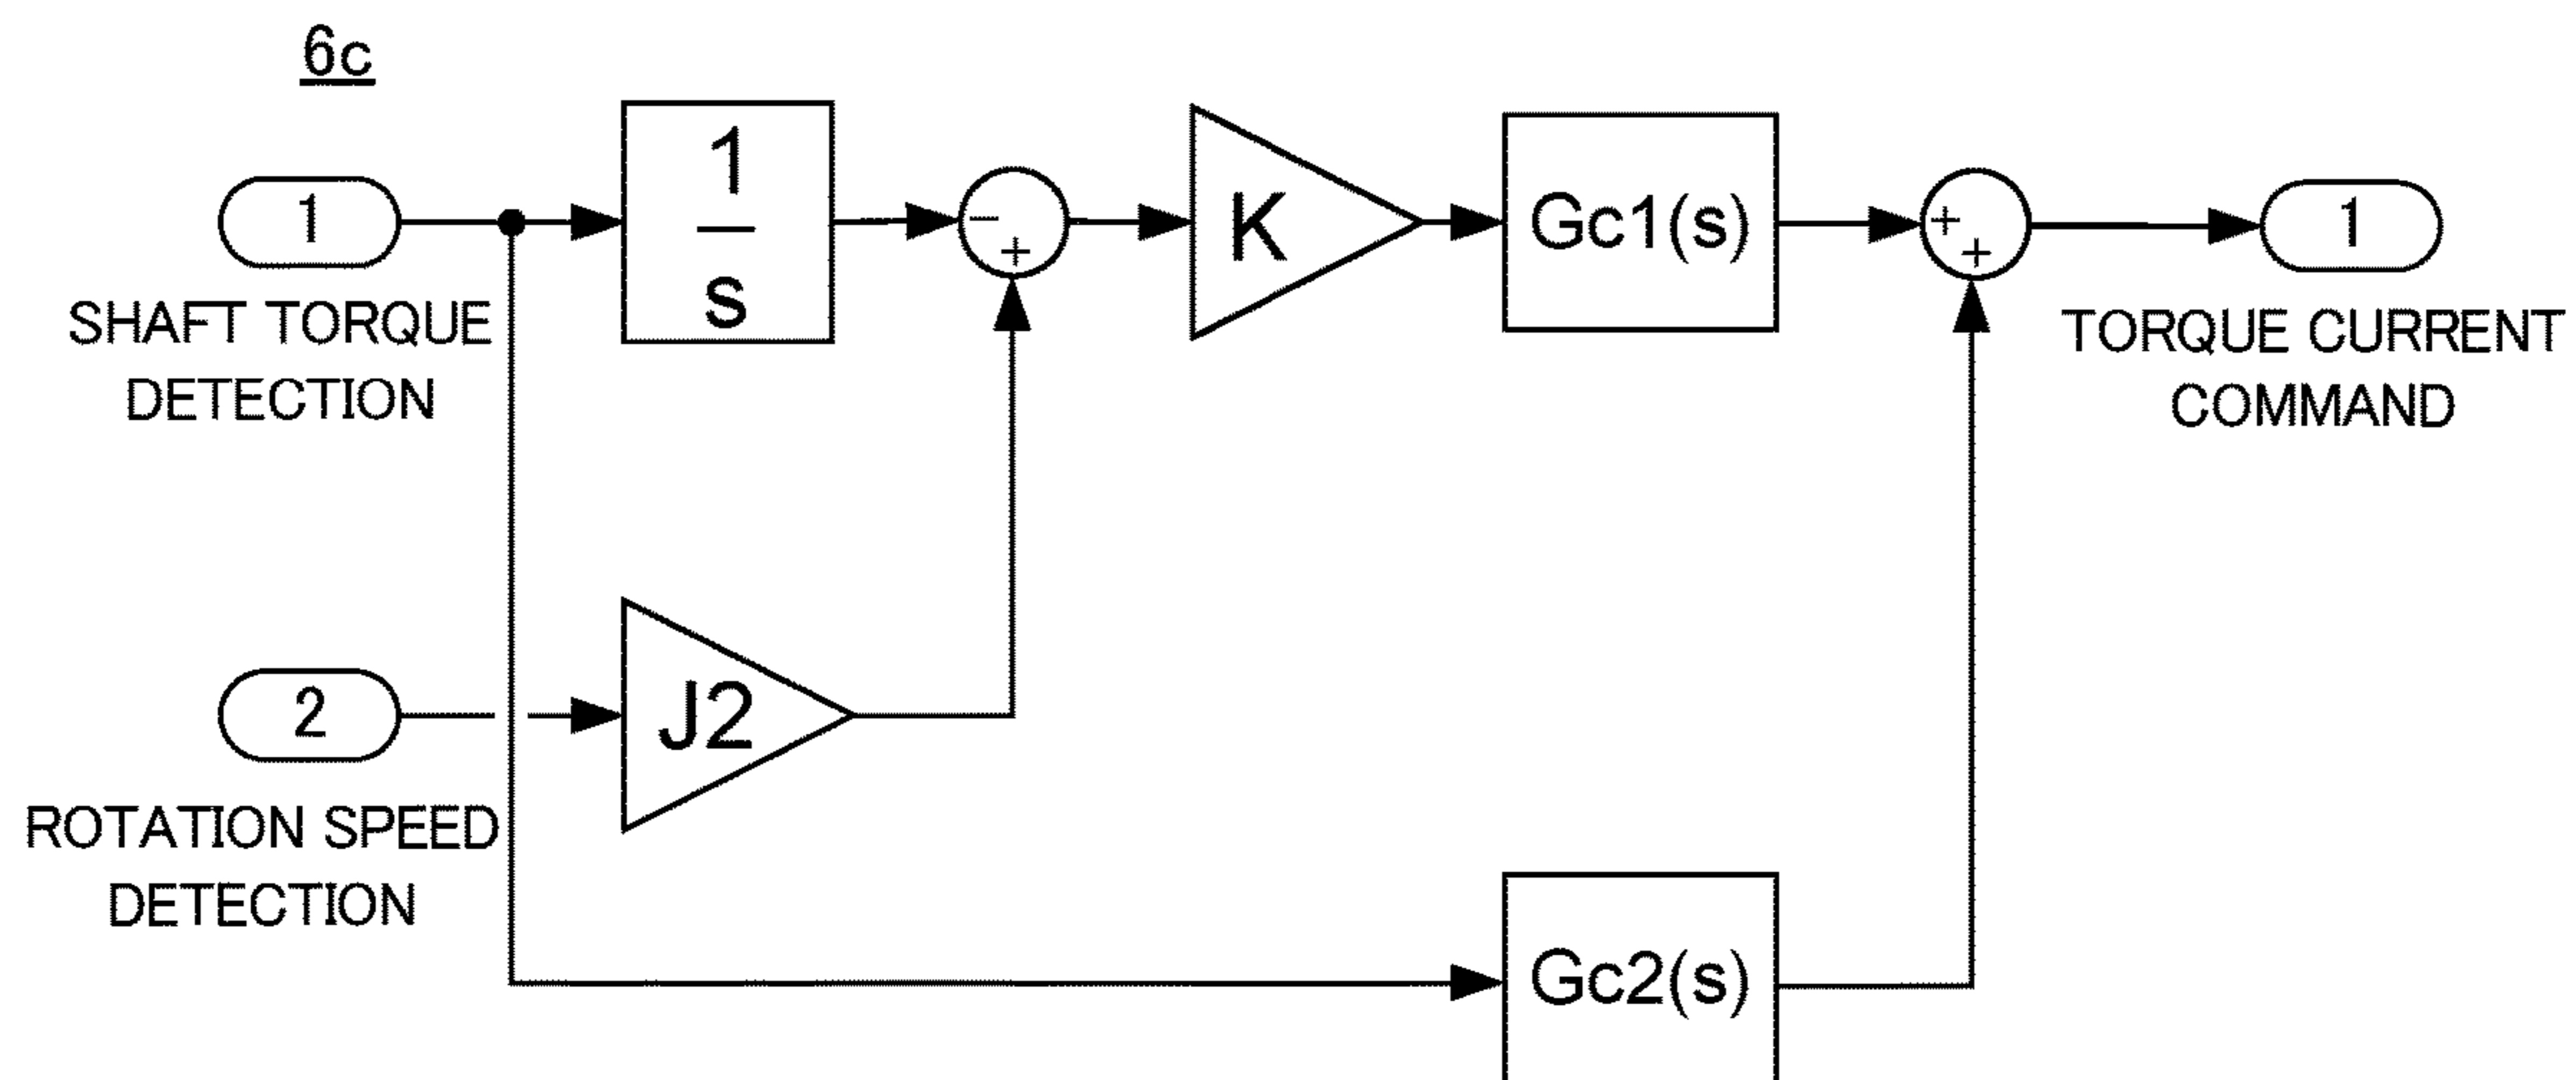 6c
1
SHAFT TORQUE
DETECTION
1
s
−
+
K
Gc1(s)
+
+
1
TORQUE CURRENT
COMMAND
2
ROTATION SPEED
DETECTION
J2
Gc2(s)